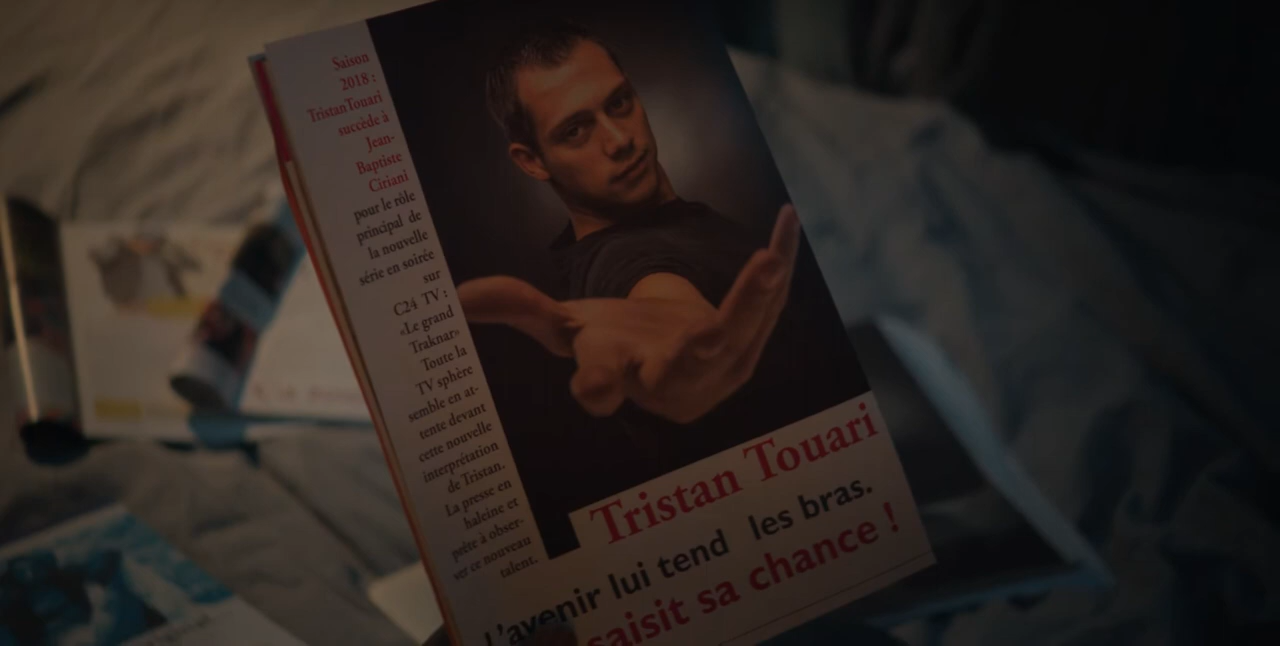 Saison
2018 :
TristanTouari
succède à
Jean-
Baptiste
Ciriani
pour le rôle
principal de
la nouvelle
série en soirée
sur
C24 TV :
«Le grand
Traknar»
Toute la
TV sphère
semble en at-
tente devant
cette nouvelle
interprétation
de Tristan.
La presse en
haleine et
prête à obser-
ver ce nouveau
talent.
Tristan Touari
L'avenir lui tend les bras.
saisit sa chance !